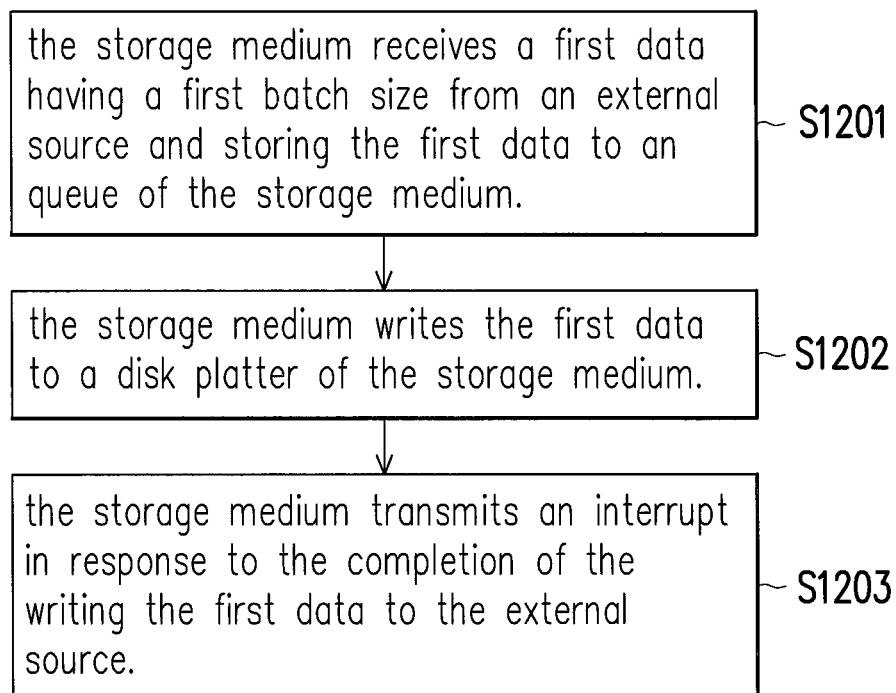 the storage medium receives a first data
having a first batch size from an external
source and storing the first data to an
queue of the storage medium.
S1201
the storage medium writes the first data
to a disk platter of the storage medium.
S1202
the storage medium transmits an interrupt
in response to the completion of the
writing the first data to the external
source.
S1203